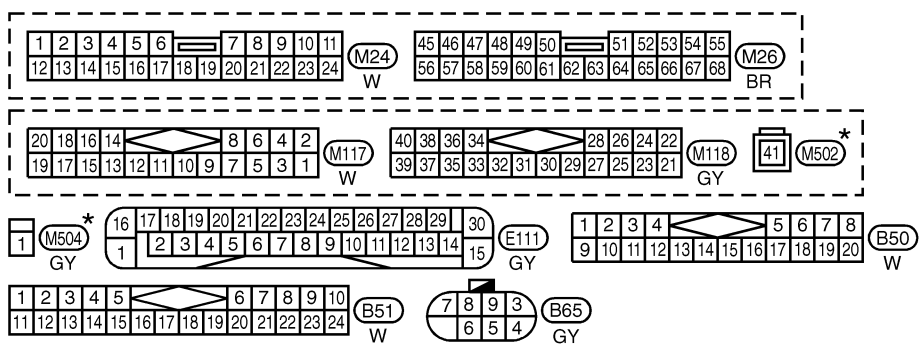 1 2 3 4 5 6 7 8 9 10 11 45 46 47 48 49 50 51 52 53 54 55
M24 M26
12 13 14 15 16 17 18 19 20 21 22 23 24 56 57 58 59 60 61 62 63 64 65 66 67 68
W BR
20 18 16 14 8 6 4 2 40 38 36 34 28 26 24 22 *
M117 M118 41 M502
19 17 15 13 12 11 10 9 7 5 3 1 39 37 35 33 32 31 30 29 27 25 23 21
W GY
* 16 17 18 19 20 21 22 23 24 25 26 27 28 29 30 1 2 3 4 5 6 7 8
1 M504 E111 B50
1 2 3 4 5 6 7 8 9 10 11 12 13 14 15 9 10 11 12 13 14 15 16 17 18 19 20
GY GY W
1 2 3 4 5 6 7 8 9 10 7 8 9 3
B51 B65
11 12 13 14 15 16 17 18 19 20 21 22 23 24 6 5 4
W GY